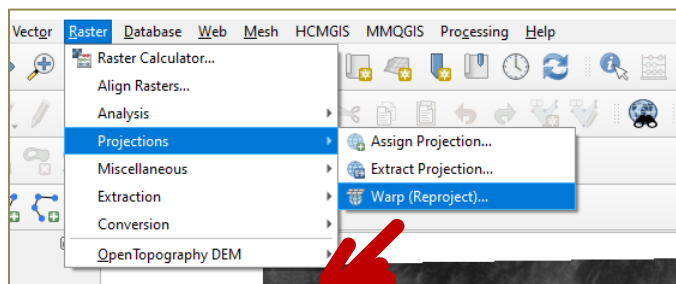 Vector Raster Database Web Mesh HCMGIS MMQGIS Processing Help
Raster Calculator...
Align Rasters...
Analysis
Projections
Assign Projection...
Miscellaneous
Extract Projection...
Extraction
Warp (Reproject)...
Conversion
OpenTopography DEM